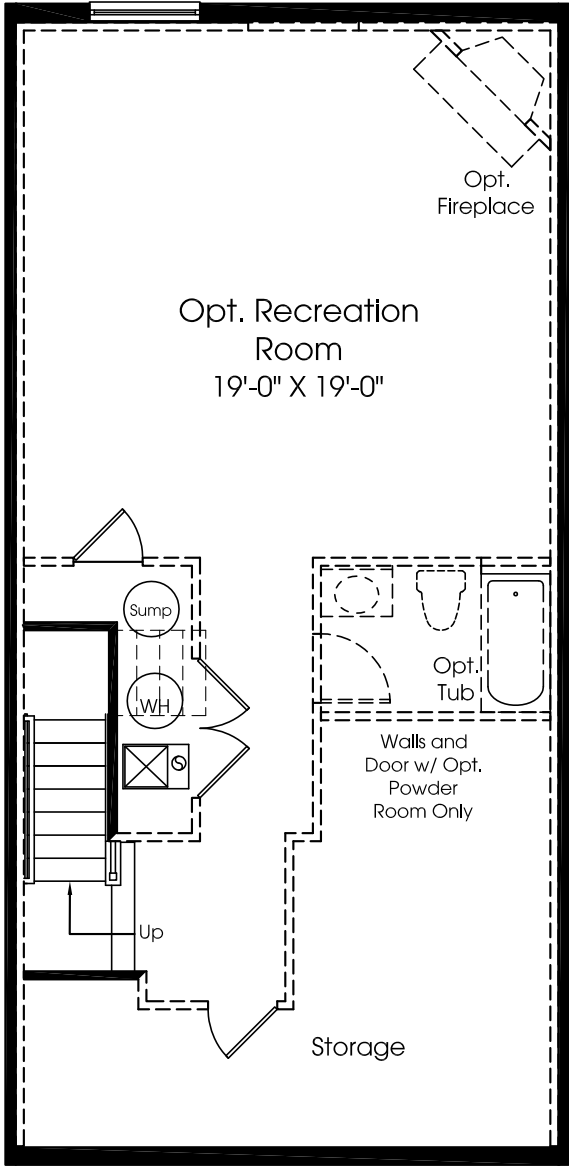 Opt.
Fireplace
Opt. Recreation
Room
19'-0" X 19'-0"
Sump
WH
Opt.
Tub
Walls and
Door w/ Opt.
Powder
Room Only
Up
Storage